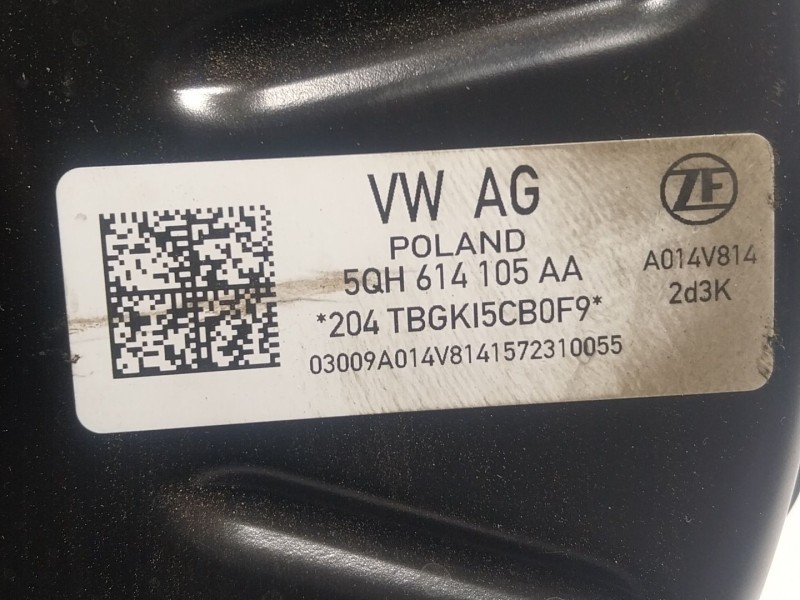 VW AG
ZF
POLAND
5QH 614 105 AA
A014V814
*204 TBGKI5CB0F9*
2d3K
03009A014V8141572310055